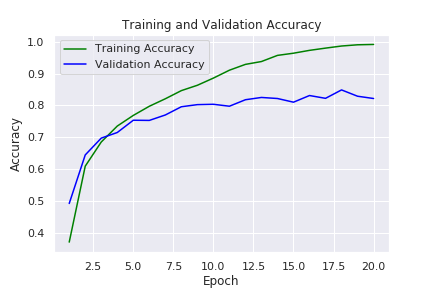 Training and Validation Accuracy
Training Accuracy
Validation Accuracy
1.0
0.9
0.8
0.7
0.6
0.5
0.4
Accuracy
2.5 5.0 7.5 10.0 12.5 15.0 17.5 20.0
Epoch